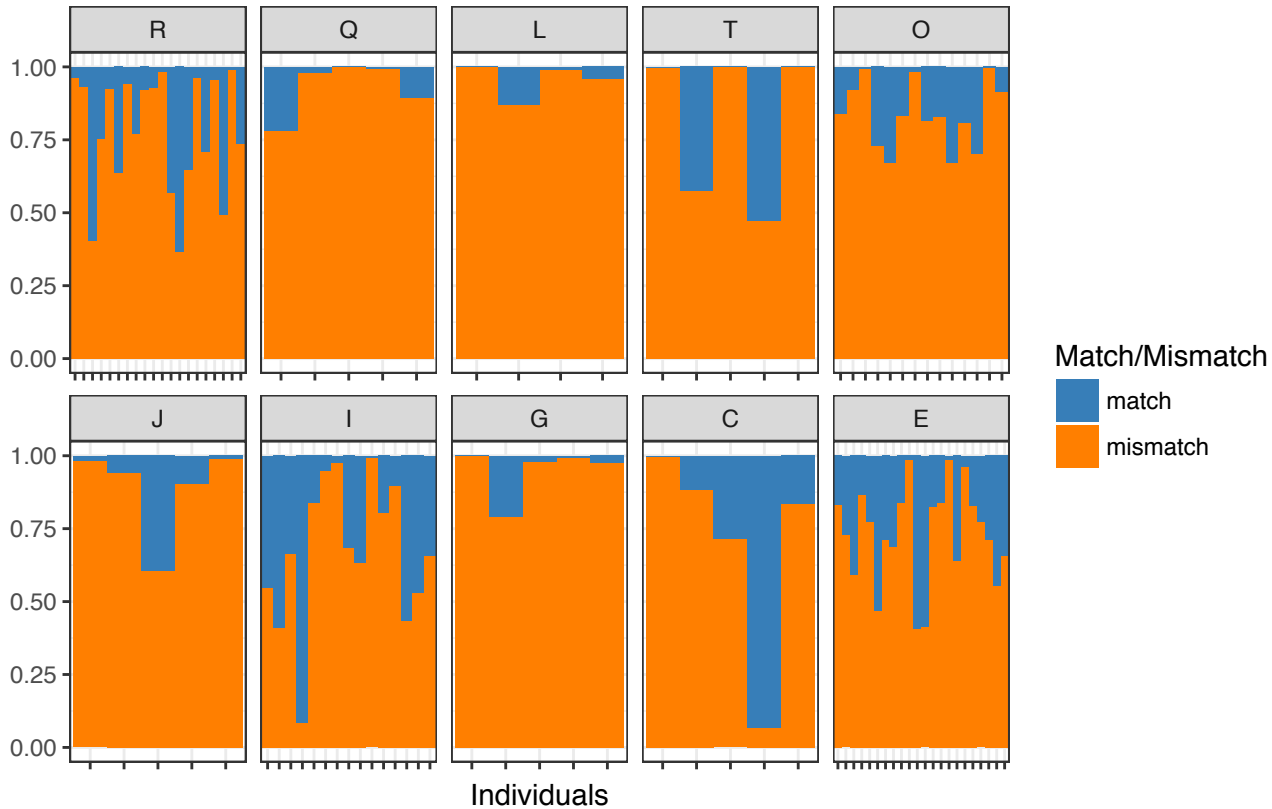 R Q L T O
1.00
0.75
0.50
0.25
0.00
J I G C E
1.00
0.75
0.50
0.25
0.00
Individuals
Match/Mismatch
match
mismatch